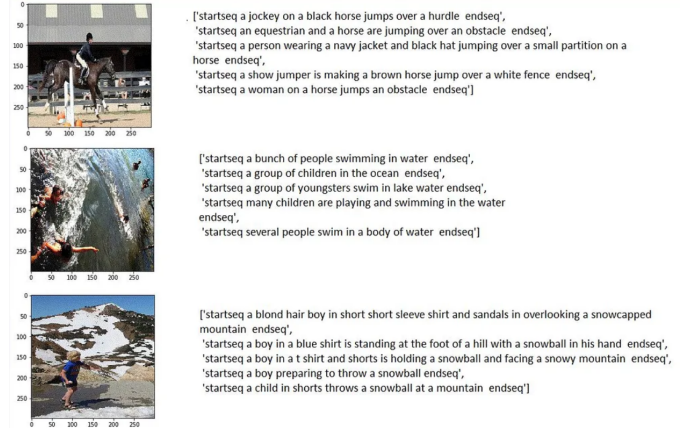 0
50
100
150
200
250
0 50 100 150 200 250
. ['startseq a jockey on a black horse jumps over a hurdle endseq',
'startseq an equestrian and a horse are jumping over an obstacle endseq',
'startseq a person wearing a navy jacket and black hat jumping over a small partition on a
horse endseq',
'startseq a show jumper is making a brown horse jump over a white fence endseq',
'startseq a woman on a horse jumps an obstacle endseq']
0
50
100
150
200
250
0 50 100 150 200 250
['startseq a bunch of people swimming in water endseq',
'startseq a group of children in the ocean endseq',
'startseq a group of youngsters swim in lake water endseq',
'startseq many children are playing and swimming in the water
endseq',
'startseq several people swim in a body of water endseq']
0
50
100
150
200
250
0 50 100 150 200 250
['startseq a blond hair boy in short short sleeve shirt and sandals in overlooking a snowcapped
mountain endseq',
'startseq a boy in a blue shirt is standing at the foot of a hill with a snowball in his hand endseq',
'startseq a boy in a t shirt and shorts is holding a snowball and facing a snowy mountain endseq',
'startseq a boy preparing to throw a snowball endseq',
'startseq a child in shorts throws a snowball at a mountain endseq']